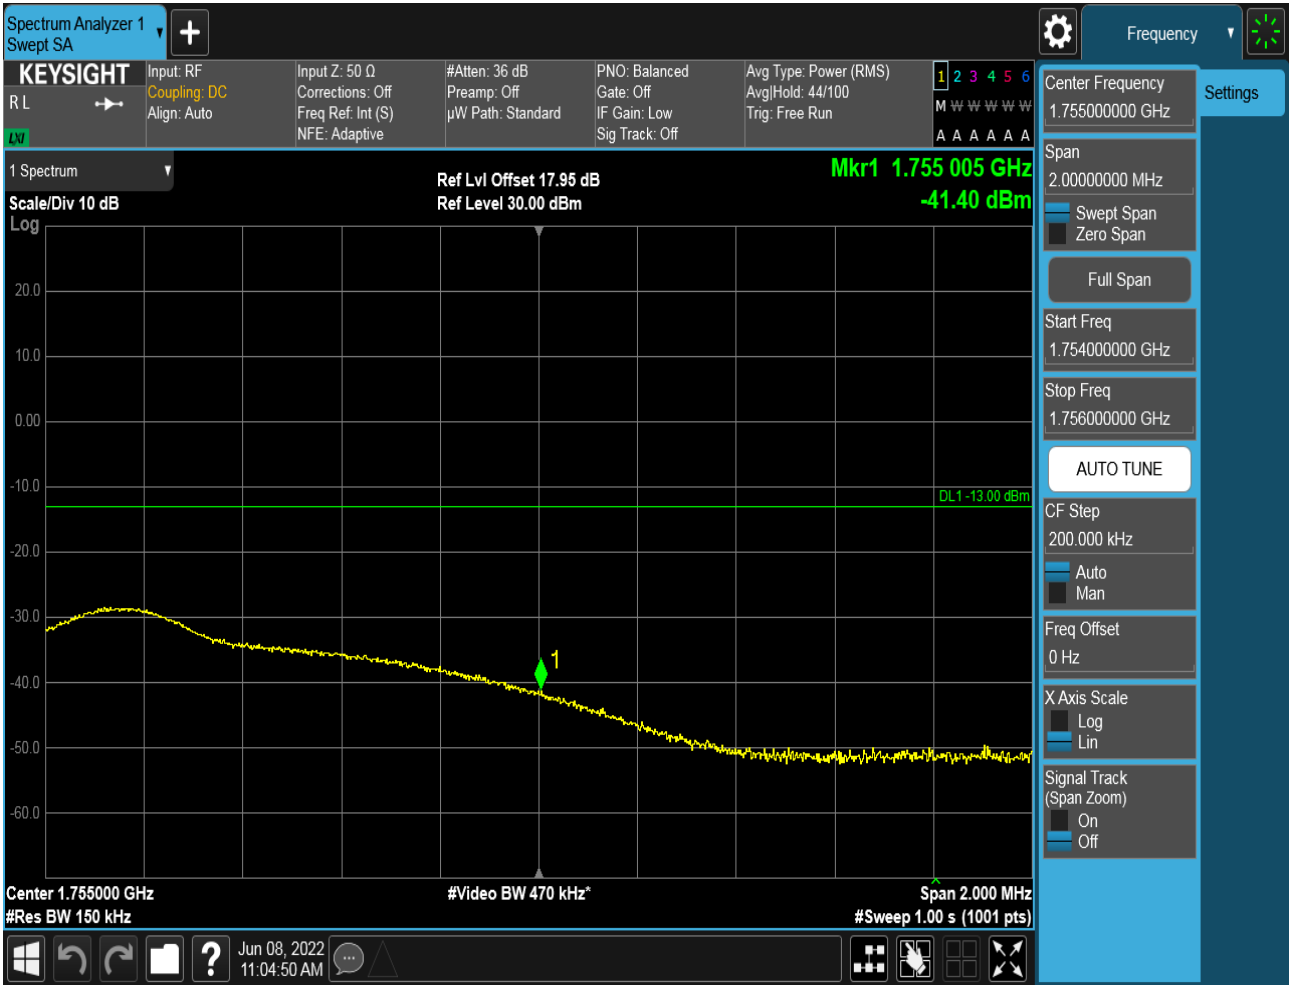 Spectrum Analyzer 1
Swept SA
Frequency
KEYSIGHT
R L
LXI
Input: RF
Coupling: DC
Align: Auto
Input Z: 50 Ω
Corrections: Off
Freq Ref: Int (S)
NFE: Adaptive
#Atten: 36 dB
Preamp: Off
µW Path: Standard
PNO: Balanced
Gate: Off
IF Gain: Low
Sig Track: Off
Avg Type: Power (RMS)
Avg|Hold: 44/100
Trig: Free Run
1 2 3 4 5 6
M W W W W W
A A A A A A
1 Spectrum
Scale/Div 10 dB
Log
Ref Lvl Offset 17.95 dB
Ref Level 30.00 dBm
Mkr1 1.755 005 GHz
-41.40 dBm
20.0
10.0
0.00
-10.0
DL1 -13.00 dBm
-20.0
-30.0
1
-40.0
-50.0
-60.0
Center 1.755000 GHz
#Res BW 150 kHz
#Video BW 470 kHz*
Span 2.000 MHz
#Sweep 1.00 s (1001 pts)
Center Frequency
1.755000000 GHz
Span
2.00000000 MHz
Swept Span
Zero Span
Full Span
Start Freq
1.754000000 GHz
Stop Freq
1.756000000 GHz
AUTO TUNE
CF Step
200.000 kHz
Auto
Man
Freq Offset
0 Hz
X Axis Scale
Log
Lin
Signal Track
(Span Zoom)
On
Off
Settings
?
Jun 08, 2022
11:04:50 AM